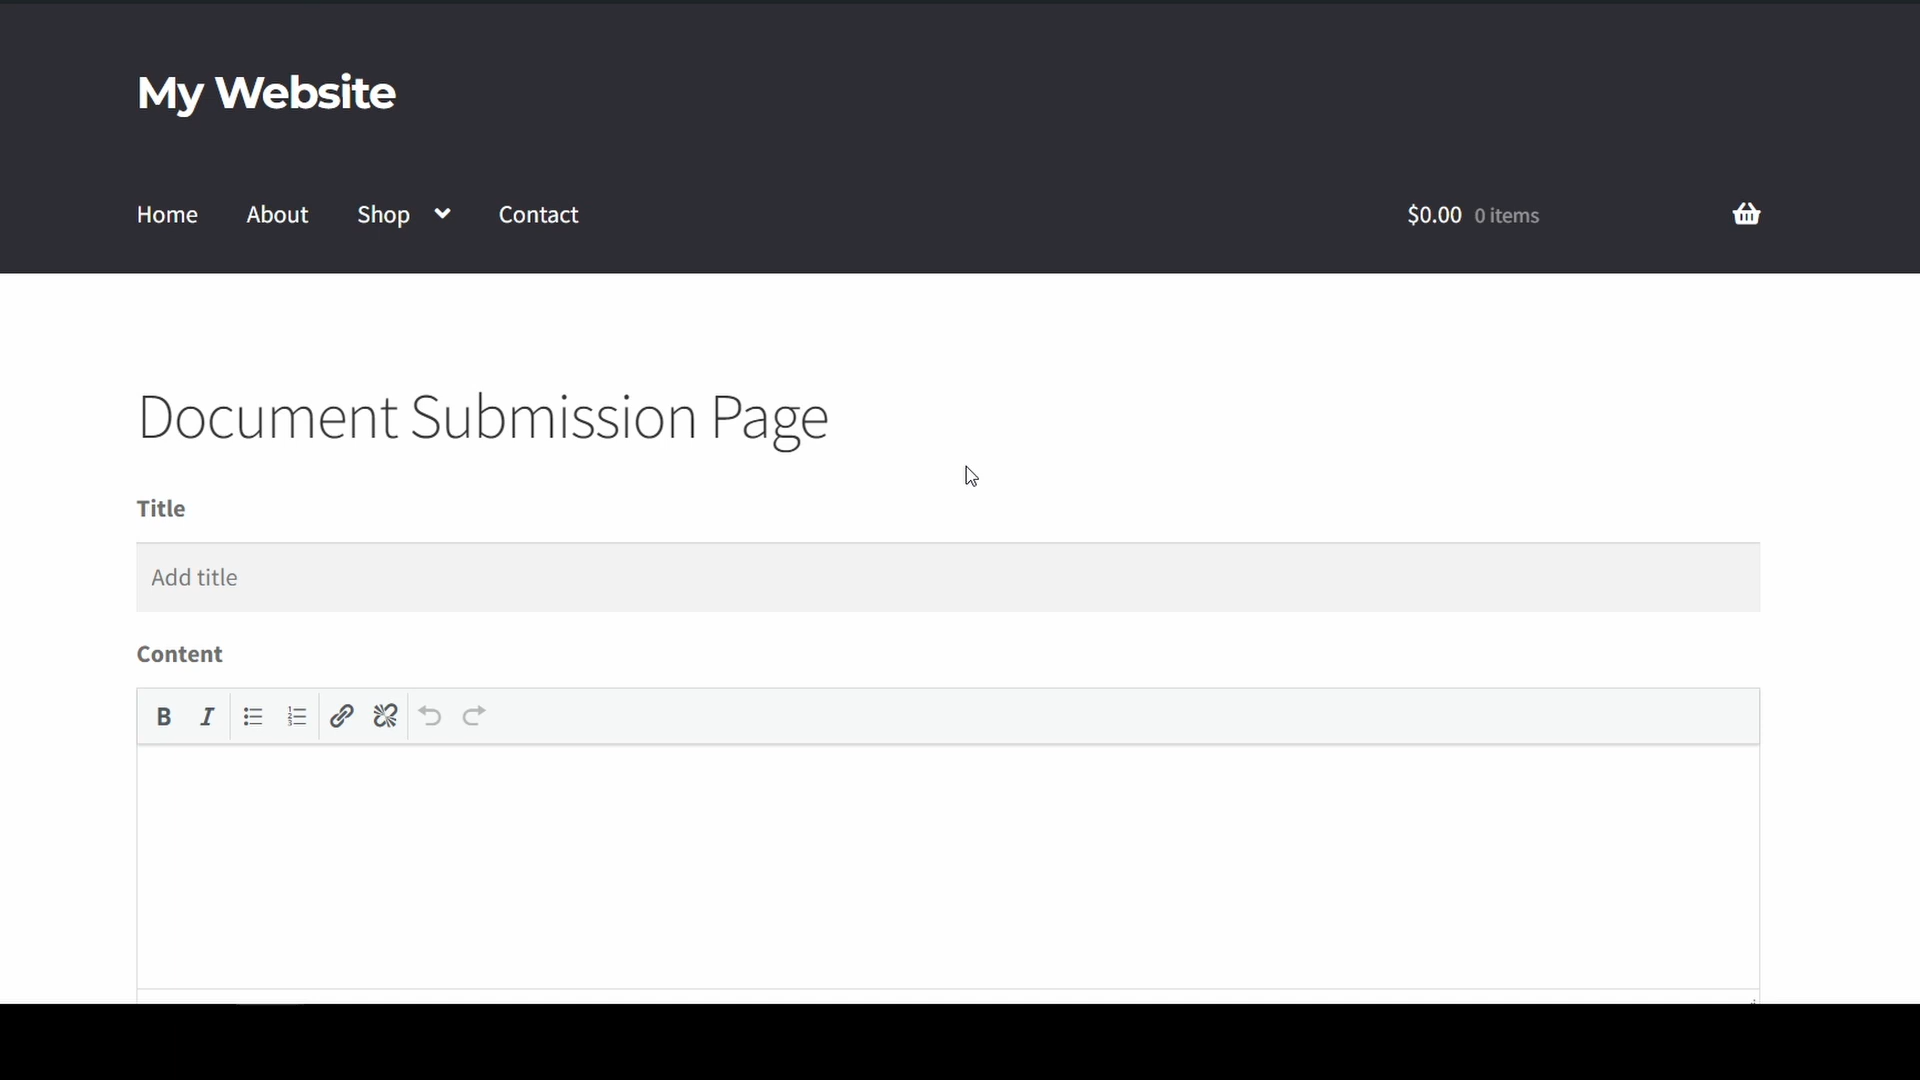 My Website
Home About Shop Contact $0.00 0 items
Document Submission Page
Title
Add title
Content
B I